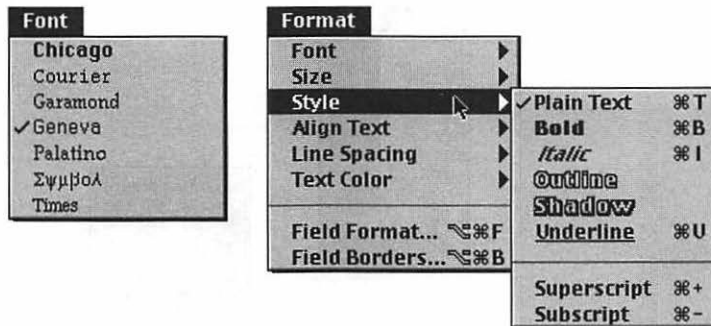 Font
Chicago
Courier
Garamond
✓Geneva
Palatino
Σψμβολ
Times
Format
Font
Size
Style
Align Text
Line Spacing
Text Color
Field Format... ⌥⌘F
Field Borders... ⌥⌘B
✓Plain Text ⌘T
Bold ⌘B
Italic ⌘I
Outline
Shadow
Underline ⌘U
Superscript ⌘+
Subscript ⌘-